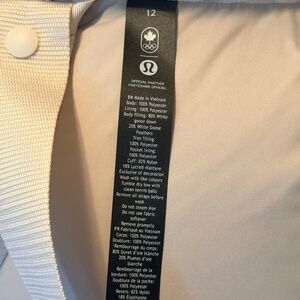 12
OFFICIAL PARTNER
PARTENAIRE OFFICIEL
EN Made in Vietnam
Body: 100% Polyester
Lining: 100% Polyester
Body filling: 80% White
goose down
20% White Goose
Feathers
Trim filling:
100% Polyester
Pocket lining:
100% Polyester
Cuff: 82% Nylon
18% Lycra® elastane
Exclusive of decoration
Wash with like colours
Tumble dry low with
clean tennis balls
Remove all straps before
wash
Do not steam iron
Do not use fabric
softener
Remove promptly
FR Fabriqué au Vietnam
Corps: 100% Polyester
Doublure: 100% Polyester
Rembourrage du corps:
80% Duvet d'oie blanche
20% Plumes d'oie
blanche
Rembourrage de la
bordure: 100% Polyester
Doublure de la poche:
100% Polyester
Revers: 82% Nylon
18% Élasthanne